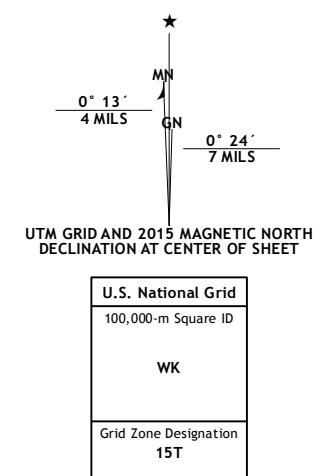 ★
MN
0° 13´
4 MILS
GN
0° 24´
7 MILS
UTM GRID AND 2015 MAGNETIC NORTH
DECLINATION AT CENTER OF SHEET
U.S. National Grid
100,000-m Square ID
WK
Grid Zone Designation
15T